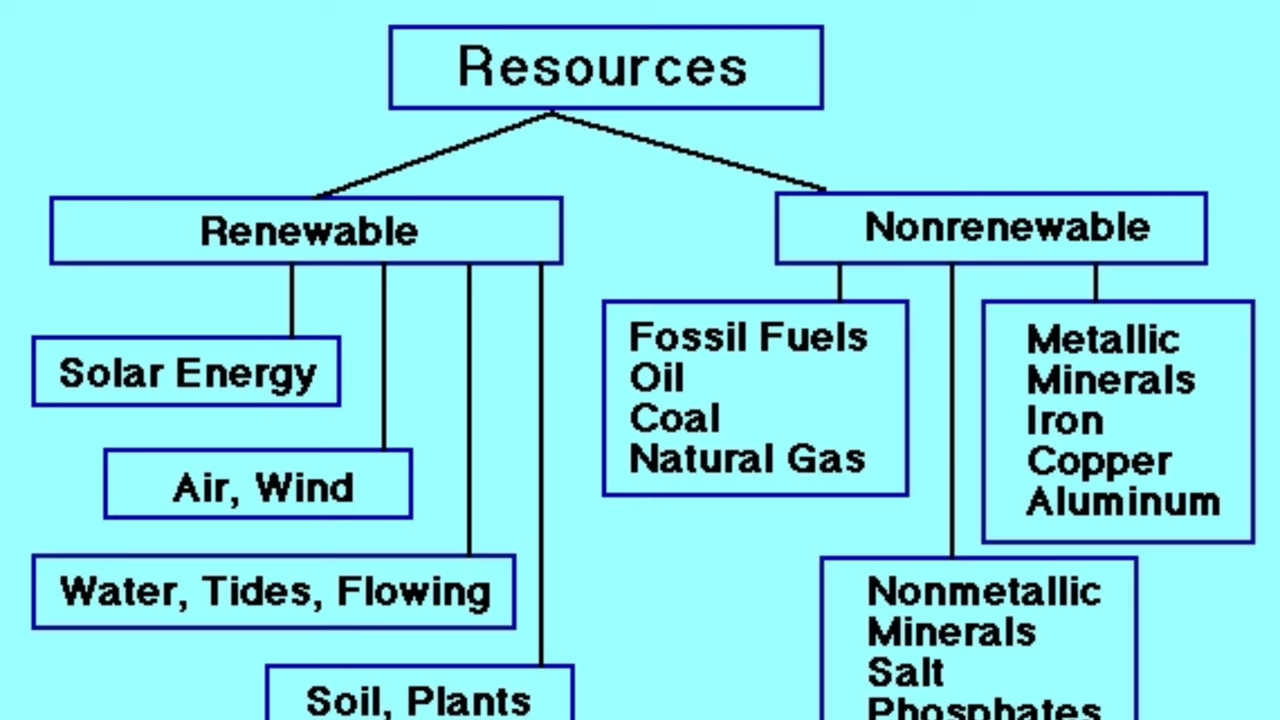 Resources
Renewable
Nonrenewable
Solar Energy
Air, Wind
Water, Tides, Flowing
Soil, Plants
Fossil Fuels
Oil
Coal
Natural Gas
Metallic
Minerals
Iron
Copper
Aluminum
Nonmetallic
Minerals
Salt
Phosphates